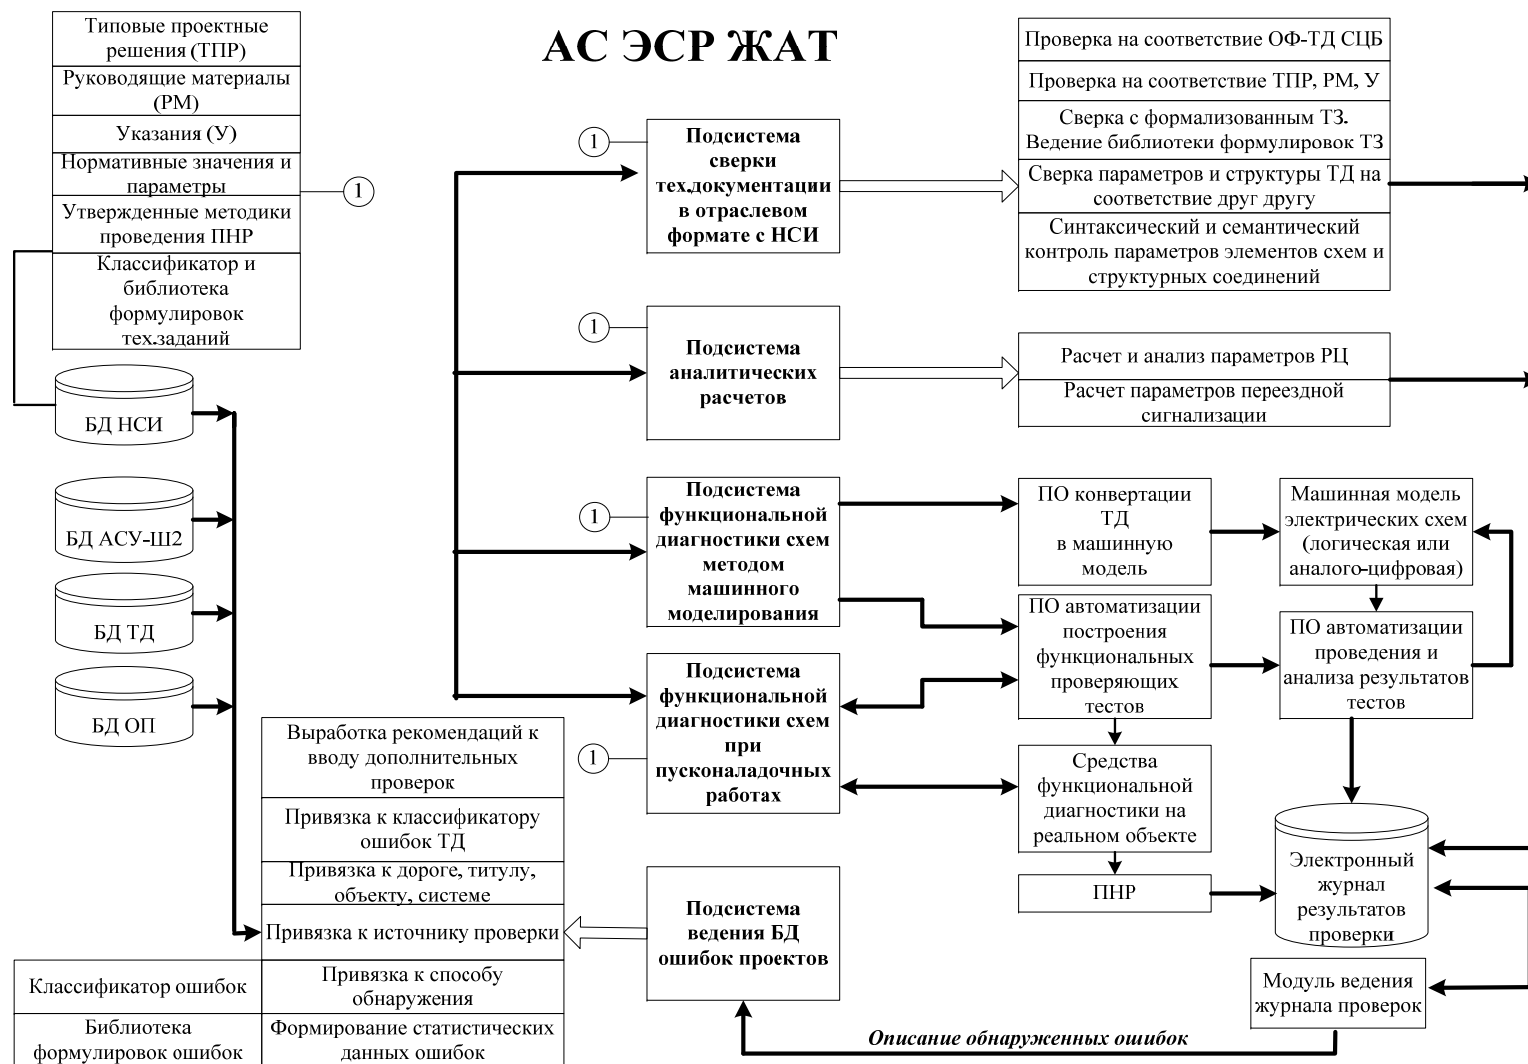 АС ЭСР ЖАТ
Типовые проектные
решения (ТПР)
Руководящие материалы
(РМ)
Указания (У)
Нормативные значения и
параметры
Утвержденные методики
проведения ПНР
Классификатор и
библиотека
формулировок
тех.заданий
1
БД НСИ
БД АСУ-Ш2
БД ТД
БД ОП
1
Подсистема
сверки
тех.документации
в отраслевом
формате с НСИ
Проверка на соответствие ОФ-ТД СЦБ
Проверка на соответствие ТПР, РМ, У
Сверка с формализованным ТЗ.
Ведение библиотеки формулировок ТЗ
Сверка параметров и структуры ТД на
соответствие друг другу
Синтаксический и семантический
контроль параметров элементов схем и
структурных соединений
1
Подсистема
аналитических
расчетов
Расчет и анализ параметров РЦ
Расчет параметров переездной
сигнализации
1
Подсистема
функциональной
диагностики схем
методом
машинного
моделирования
ПО конвертации
ТД
в машинную
модель
Машинная модель
электрических схем
(логическая или
аналого-цифровая)
ПО автоматизации
построения
функциональных
проверяющих
тестов
ПО автоматизации
проведения и
анализа результатов
тестов
1
Подсистема
функциональной
диагностики схем
при
пусконаладочных
работах
Средства
функциональной
диагностики на
реальном объекте
ПНР
Электронный
журнал
результатов
проверки
Модуль ведения
журнала проверок
Выработка рекомендаций к
вводу дополнительных
проверок
Привязка к классификатору
ошибок ТД
Привязка к дороге, титулу,
объекту, системе
Привязка к источнику проверки
Подсистема
ведения БД
ошибок проектов
Классификатор ошибок
Привязка к способу
обнаружения
Библиотека
формулировок ошибок
Формирование статистических
данных ошибок
Описание обнаруженных ошибок